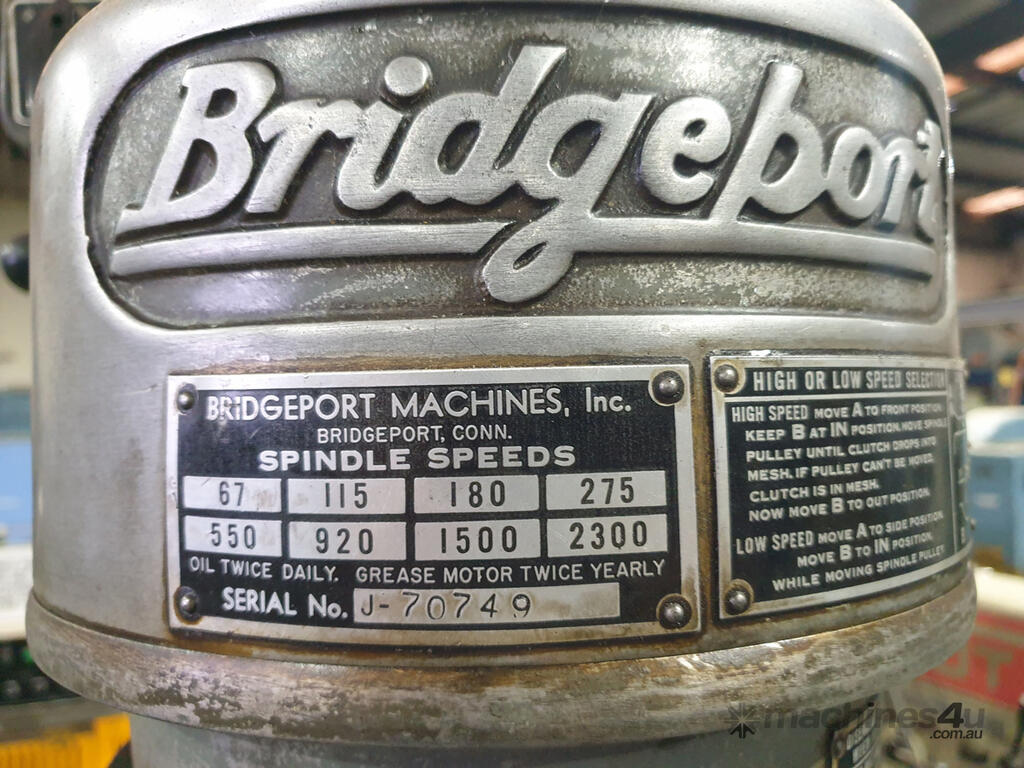 Bridgeport
BRIDGEPORT MACHINES, Inc.
BRIDGEPORT, CONN.
SPINDLE SPEEDS
67 115 180 275
550 920 1500 2300
OIL TWICE DAILY. GREASE MOTOR TWICE YEARLY
SERIAL No. J-70749
HIGH OR LOW SPEED
HIGH SPEED MOVE A TO FRONT POSITION
KEEP B AT IN POSITION. MOVE SPINDLE
PULLEY UNTIL CLUTCH DROPS INTO
MESH. IF PULLEY CAN'T BE MOVED,
CLUTCH IS IN MESH.
NOW MOVE B TO OUT POSITION.
LOW SPEED MOVE A TO SIDE POSITION
MOVE B TO IN POSITION,
WHILE MOVING SPINDLE PULLEY
machines4u
.com.au